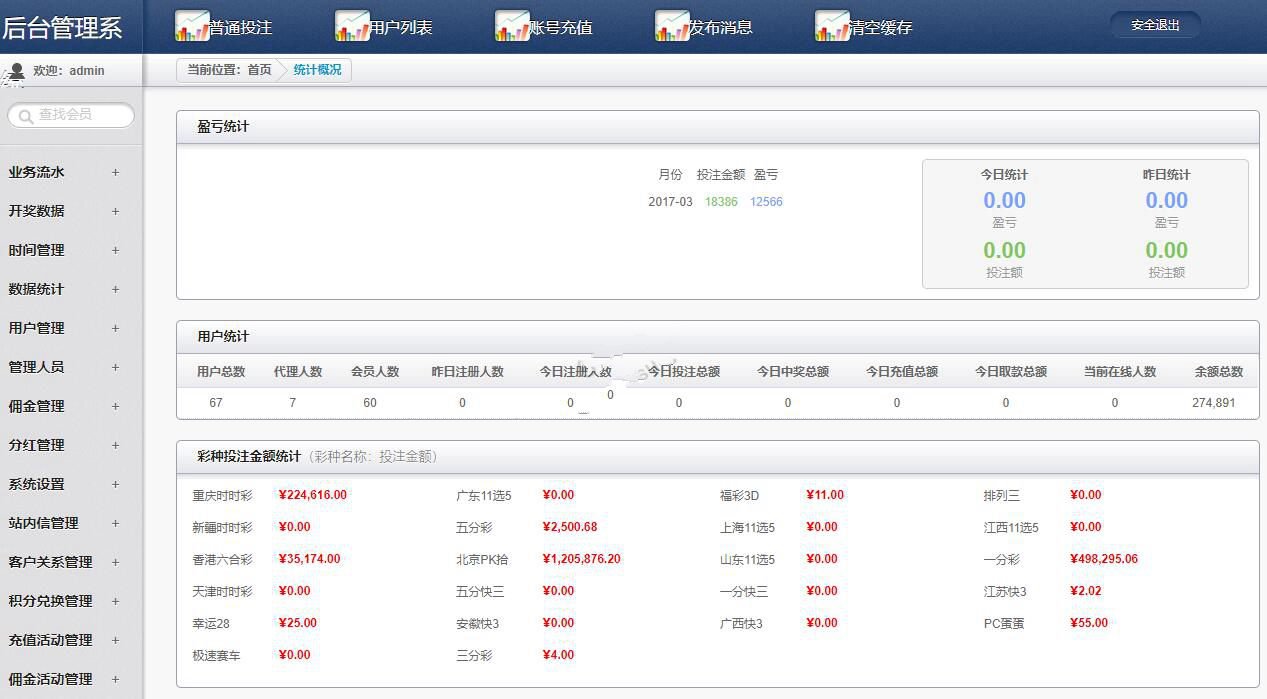 后台管理系
普通投注 用户列表 账号充值 发布消息 清空缓存 安全退出
统
欢迎: admin
当前位置: 首页 统计概况
查找会员
业务流水 +
开奖数据 +
时间管理 +
数据统计 +
用户管理 +
管理人员 +
佣金管理 +
分红管理 +
系统设置 +
站内信管理 +
客户关系管理 +
积分兑换管理 +
充值活动管理 +
佣金活动管理 +
盈亏统计
月份 投注金额 盈亏
2017-03 18386 12566
今日统计 昨日统计
0.00 0.00
盈亏 盈亏
0.00 0.00
投注额 投注额
用户统计
用户总数 代理人数 会员人数 昨日注册人数 今日注册人数 今日投注总额 今日中奖总额 今日充值总额 今日取款总额 当前在线人数 余额总数
67 7 60 0 0 0 0 0 0 0 0 274,891
彩种投注金额统计（彩种名称：投注金额）
重庆时时彩 ¥224,616.00 广东11选5 ¥0.00 福彩3D ¥11.00 排列三 ¥0.00
新疆时时彩 ¥0.00 五分彩 ¥2,500.68 上海11选5 ¥0.00 江西11选5 ¥0.00
香港六合彩 ¥35,174.00 北京PK拾 ¥1,205,876.20 山东11选5 ¥0.00 一分彩 ¥498,295.06
天津时时彩 ¥0.00 五分快三 ¥0.00 一分快三 ¥0.00 江苏快3 ¥2.02
幸运28 ¥25.00 安徽快3 ¥0.00 广西快3 ¥0.00 PC蛋蛋 ¥55.00
极速赛车 ¥0.00 三分彩 ¥4.00